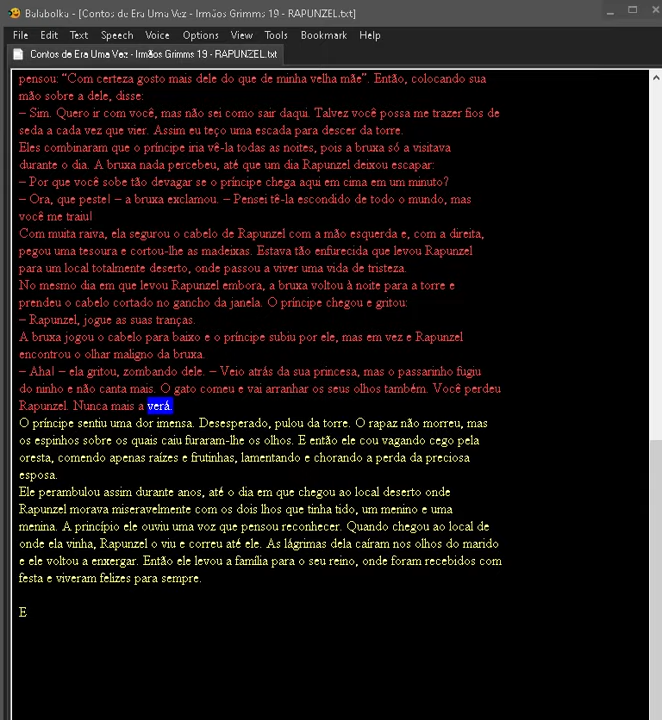 Balabolka - [Contos de Era Uma Vez - Irmãos Grimms 19 - RAPUNZEL.txt]
File Edit Text Speech Voice Options View Tools Bookmark Help
Contos de Era Uma Vez - Irmãos Grimms 19 - RAPUNZEL.txt
pensou: “Com certeza gosto mais dele do que de minha velha mãe”. Então, colocando sua
mão sobre a dele, disse:
– Sim. Quero ir com você, mas não sei como sair daqui. Talvez você possa me trazer fios de
seda a cada vez que vier. Assim eu teço uma escada para descer da torre.
Eles combinaram que o príncipe iria vê-la todas as noites, pois a bruxa só a visitava
durante o dia. A bruxa nada percebeu, até que um dia Rapunzel deixou escapar:
– Por que você sobe tão devagar se o príncipe chega aqui em cima em um minuto?
– Ora, que peste! – a bruxa exclamou. – Pensei tê-la escondido de todo o mundo, mas
você me traiu!
Com muita raiva, ela segurou o cabelo de Rapunzel com a mão esquerda e, com a direita,
pegou uma tesoura e cortou-lhe as madeixas. Estava tão enfurecida que levou Rapunzel
para um local totalmente deserto, onde passou a viver uma vida de tristeza.
No mesmo dia em que levou Rapunzel embora, a bruxa voltou à noite para a torre e
prendeu o cabelo cortado no gancho da janela. O príncipe chegou e gritou:
– Rapunzel, jogue as suas tranças.
A bruxa jogou o cabelo para baixo e o príncipe subiu por ele, mas em vez e Rapunzel
encontrou o olhar maligno da bruxa.
– Aha! – ela gritou, zombando dele. – Veio atrás da sua princesa, mas o passarinho fugiu
do ninho e não canta mais. O gato comeu e vai arranhar os seus olhos também. Você perdeu
Rapunzel. Nunca mais a verá.
O príncipe sentiu uma dor imensa. Desesperado, pulou da torre. O rapaz não morreu, mas
os espinhos sobre os quais caiu furaram-lhe os olhos. E então ele cou vagando cego pela
oresta, comendo apenas raízes e frutinhas, lamentando e chorando a perda da preciosa
esposa.
Ele perambulou assim durante anos, até o dia em que chegou ao local deserto onde
Rapunzel morava miseravelmente com os dois lhos que tinha tido, um menino e uma
menina. A princípio ele ouviu uma voz que pensou reconhecer. Quando chegou ao local de
onde ela vinha, Rapunzel o viu e correu até ele. As lágrimas dela caíram nos olhos do marido
e ele voltou a enxergar. Então ele levou a família para o seu reino, onde foram recebidos com
festa e viveram felizes para sempre.
E